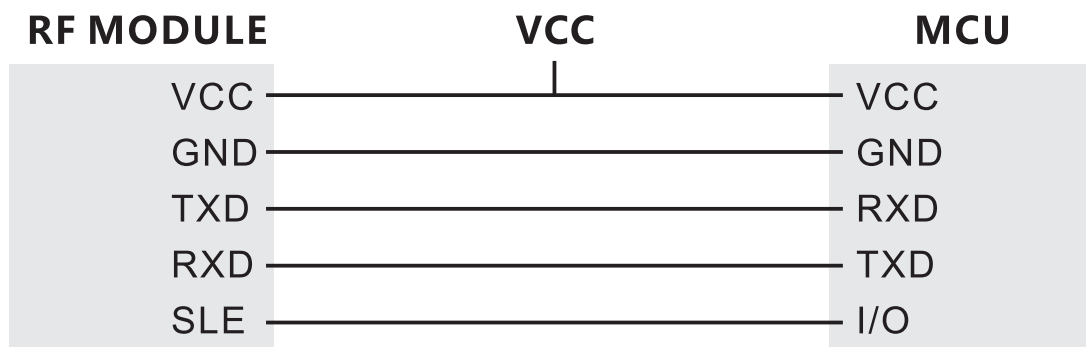 RF MODULE VCC MCU
VCC VCC
GND GND
TXD RXD
RXD TXD
SLE I/O